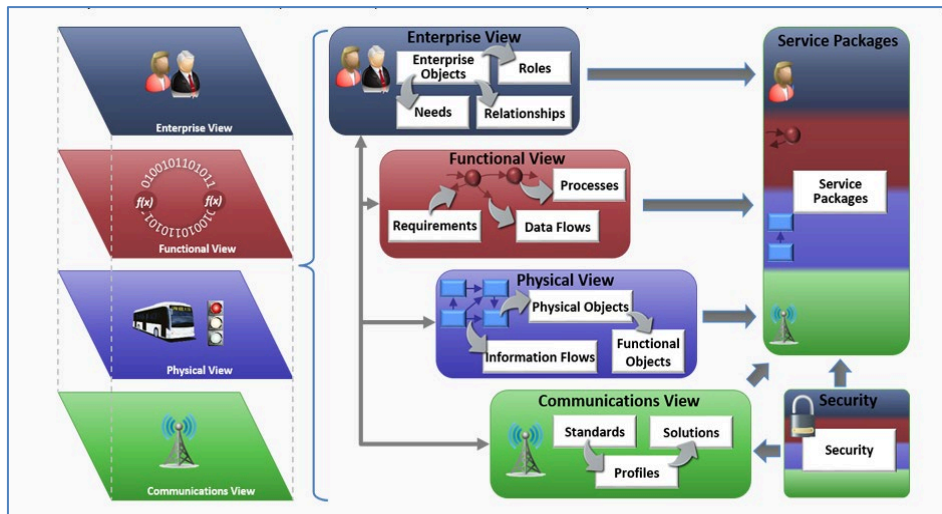 Enterprise View
f(x)
f(x)
Functional View
Physical View
Communications View
Enterprise View
Enterprise
Objects
Roles
Needs
Relationships
Functional View
Processes
Requirements
Data Flows
Physical View
Physical Objects
Information Flows
Functional
Objects
Communications View
Standards
Solutions
Profiles
Service Packages
Service
Packages
Security
Security